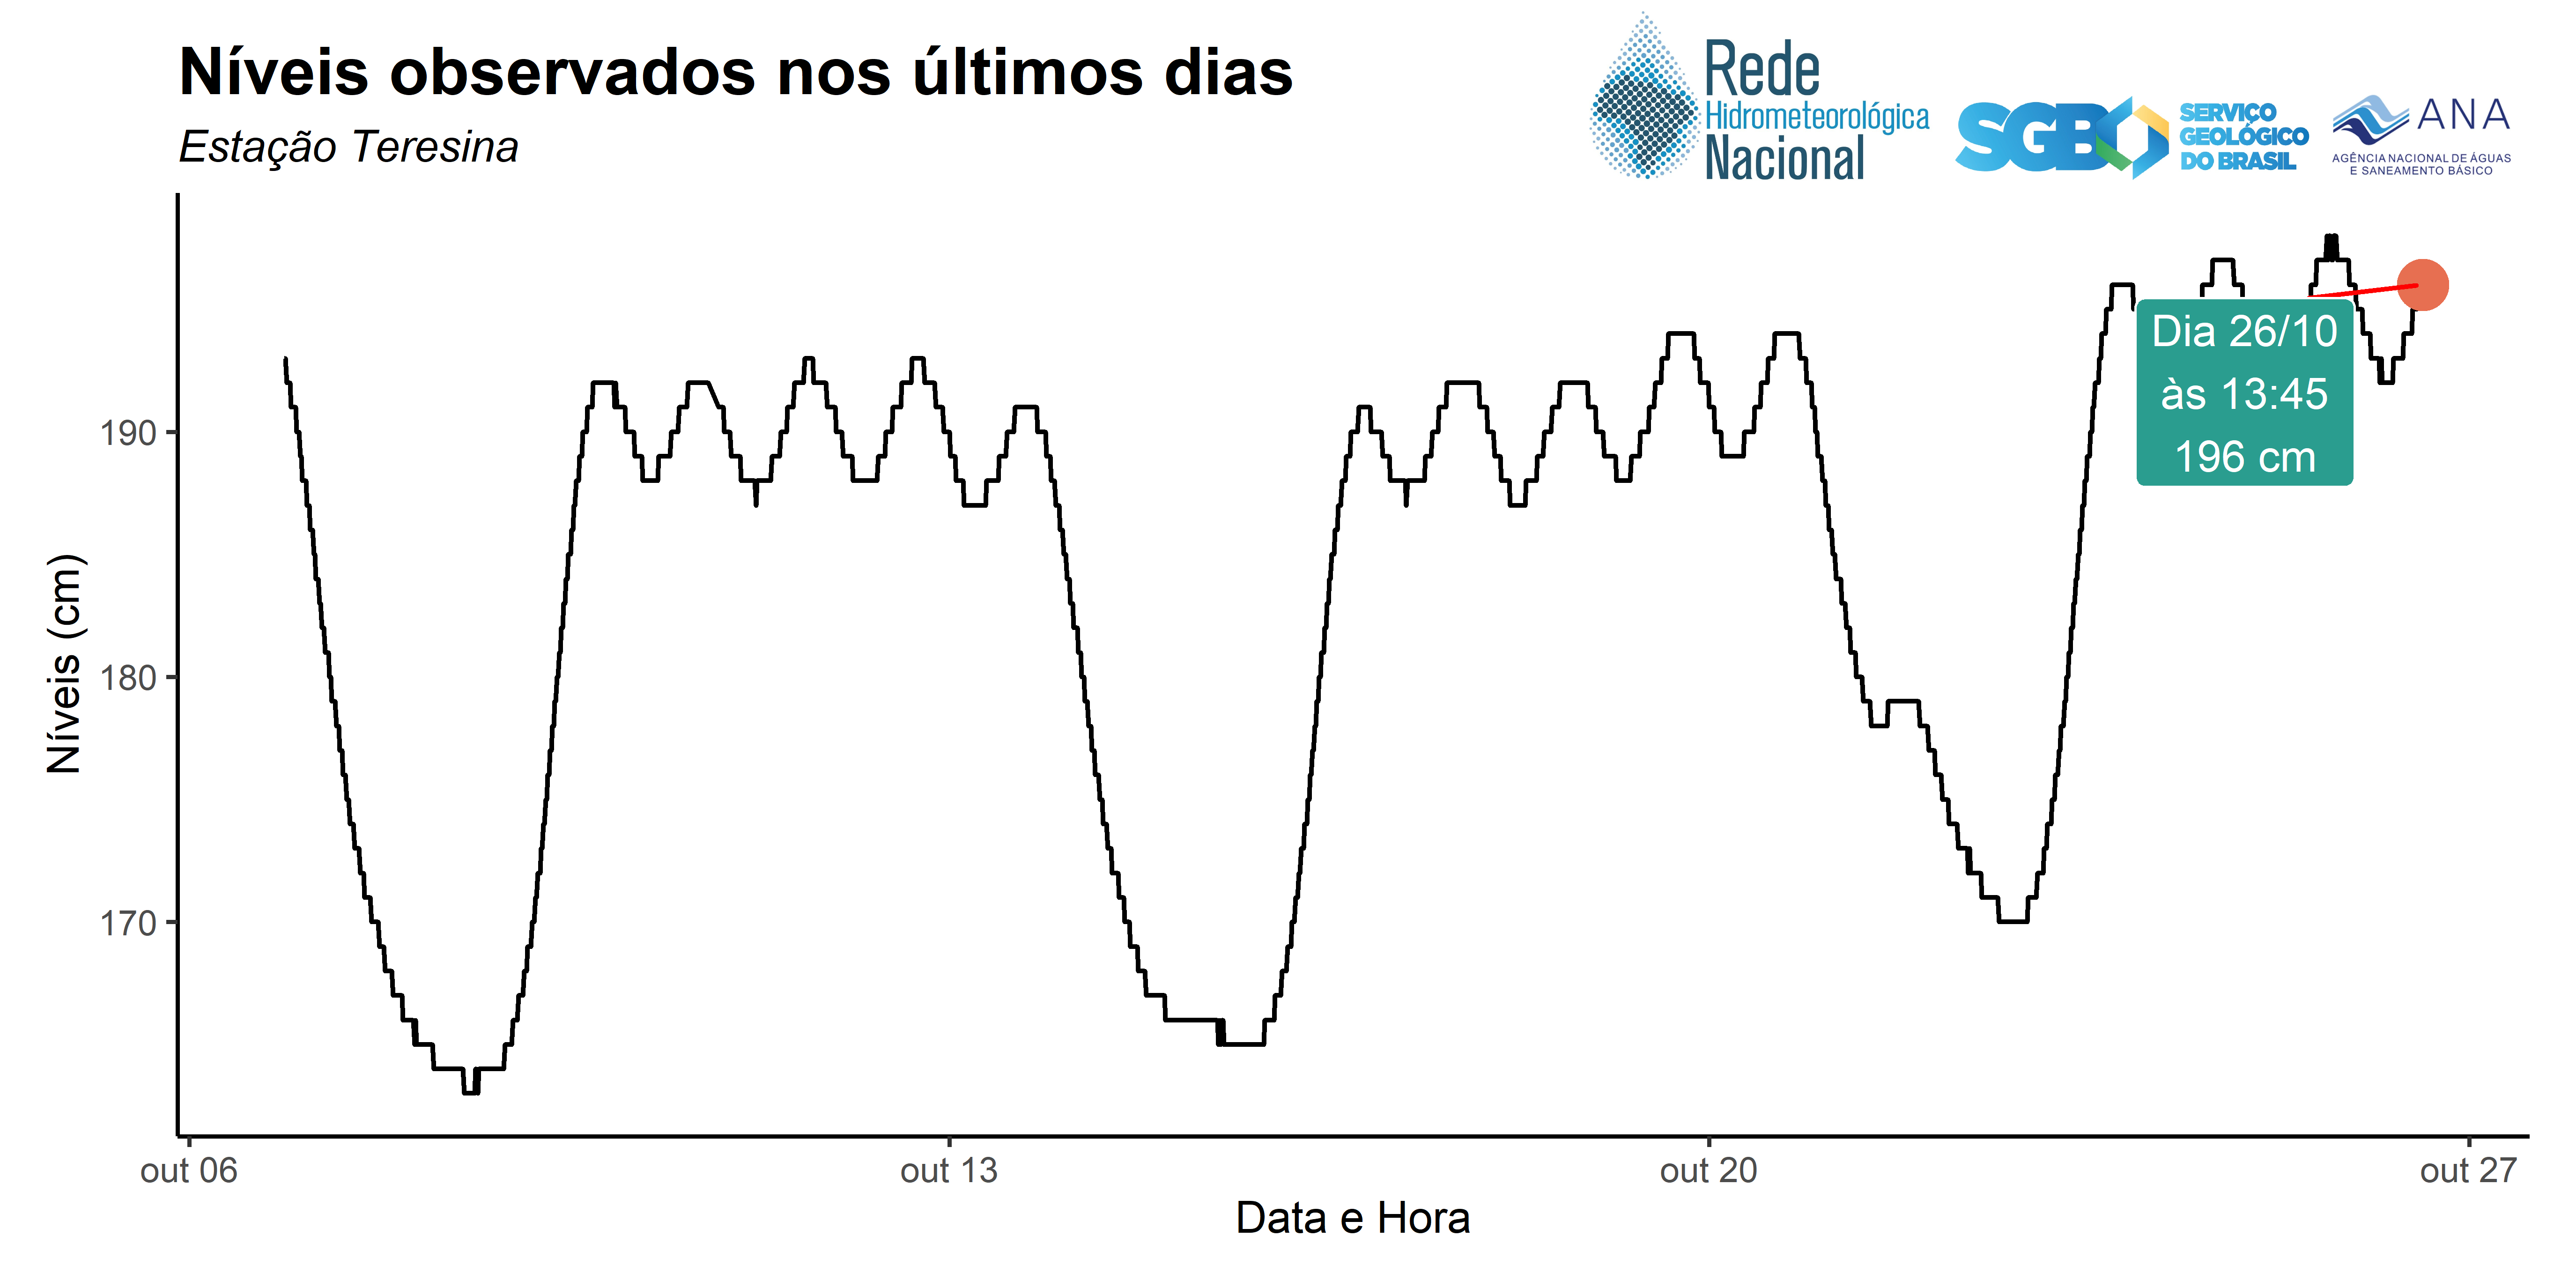 Níveis observados nos últimos dias
Estação Teresina
Rede
Hidrometeorológica
Nacional
SGB
SERVIÇO
GEOLÓGICO
DO BRASIL
ANA
AGÊNCIA NACIONAL DE ÁGUAS
E SANEAMENTO BÁSICO
Níveis (cm)
190
180
170
Dia 26/10
às 13:45
196 cm
out 06
out 13
out 20
out 27
Data e Hora